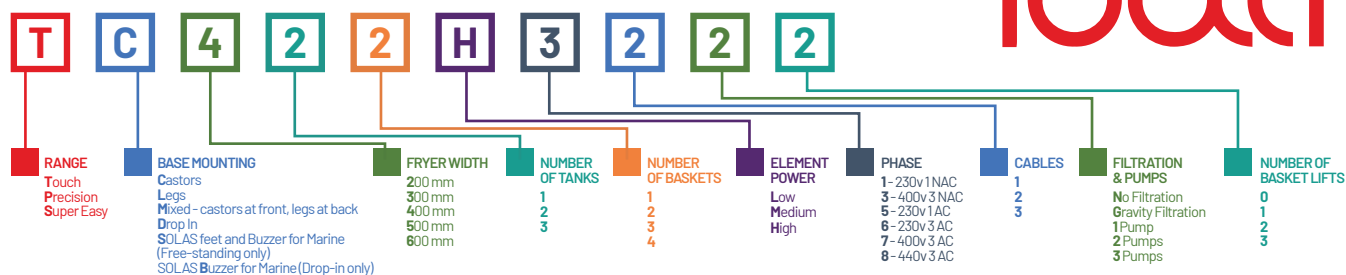 T C 4 2 2 H 3 2 2 2
RANGE
Touch
Precision
Super Easy
BASE MOUNTING
Castors
Legs
Mixed – castors at front, legs at back
Drop In
SOLAS feet and Buzzer for Marine
(Free-standing only)
SOLAS Buzzer for Marine (Drop-in only)
FRYER WIDTH
200 mm
300 mm
400 mm
500 mm
600 mm
NUMBER
OF TANKS
1
2
3
NUMBER
OF BASKETS
1
2
3
4
ELEMENT
POWER
Low
Medium
High
PHASE
1 – 230v 1 NAC
3 – 400v 3 NAC
5 – 230v 1 AC
6 – 230v 3 AC
7 – 400v 3 AC
8 – 440v 3 AC
CABLES
1
2
3
FILTRATION
& PUMPS
No Filtration
Gravity Filtration
1 Pump
2 Pumps
3 Pumps
NUMBER OF
BASKET LIFTS
0
1
2
3